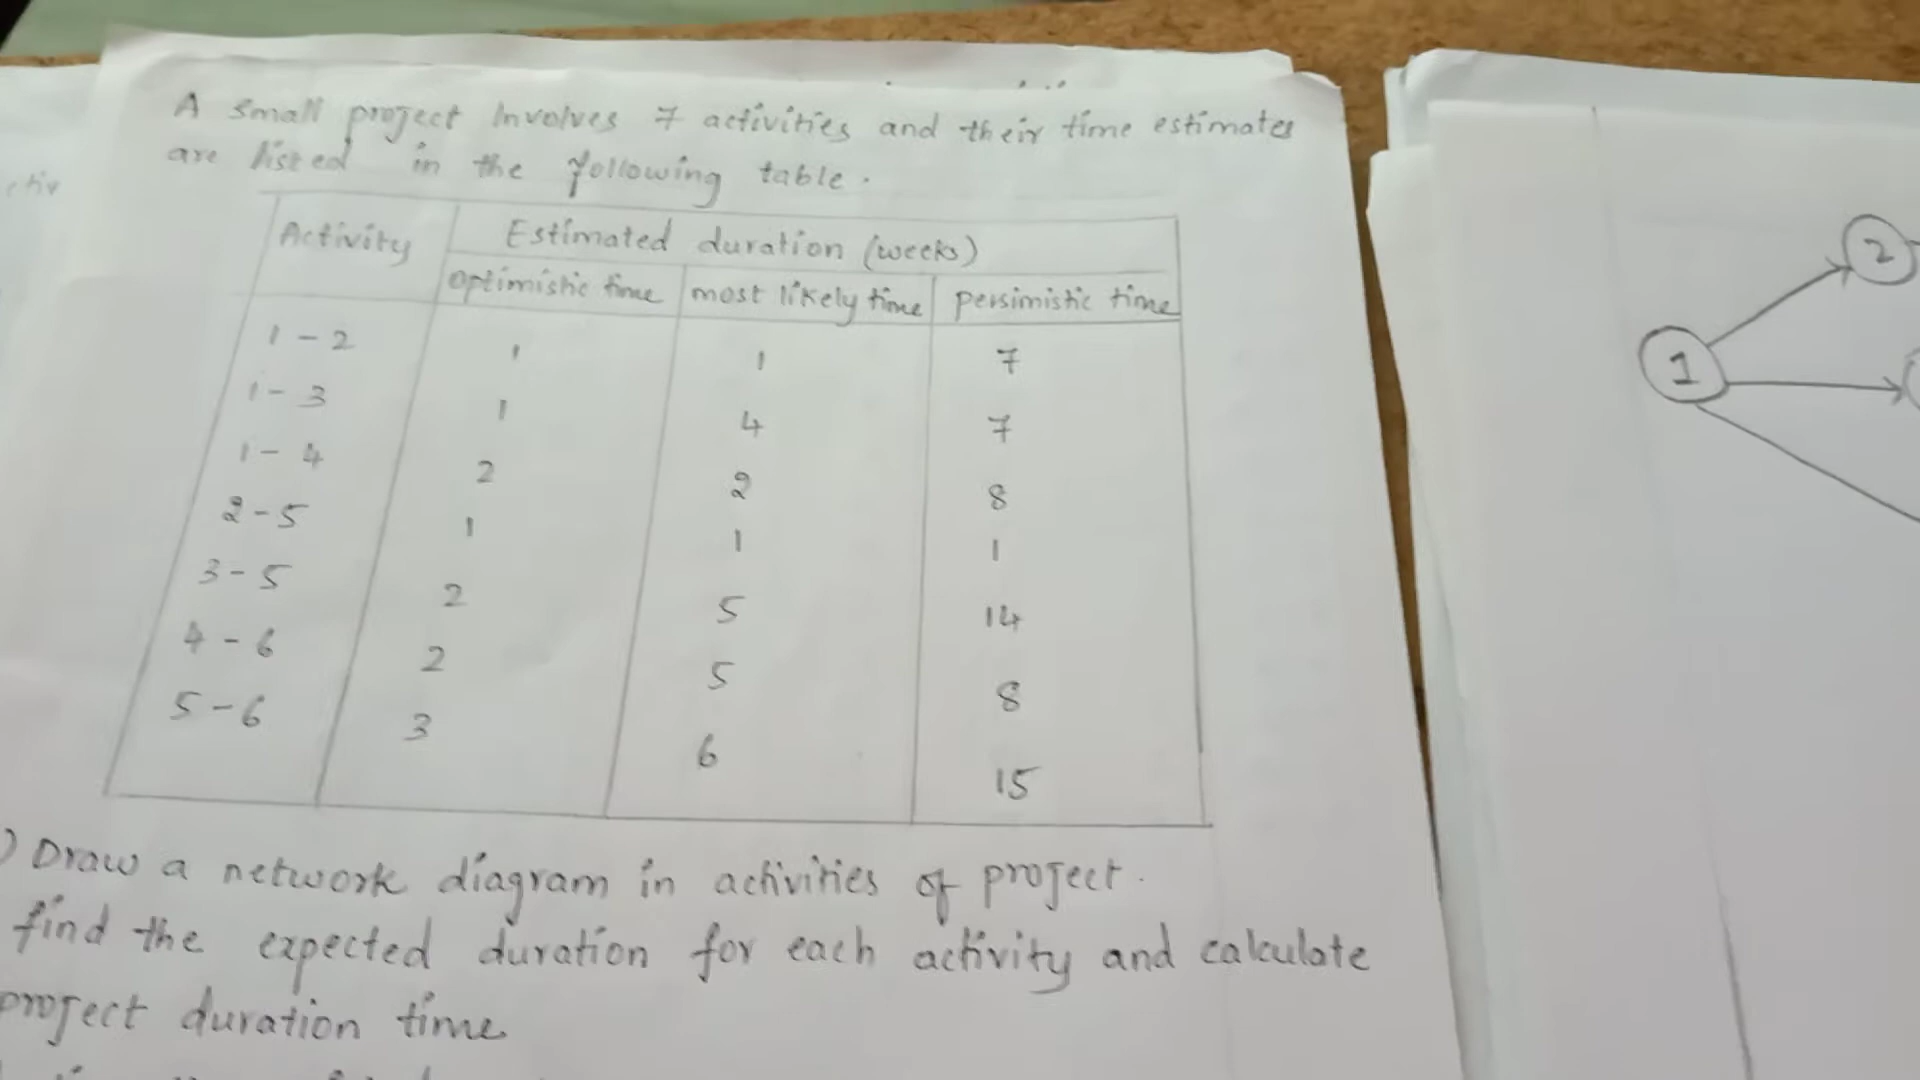 ctiv
A small project Involves 7 activities and their time estimates
are listed in the following table.
Activity Estimated duration (weeks)
optimistic time most likely time persimistic time
1 - 2 1 1 7
1 - 3 1 4 7
1 - 4 2 2 8
2 - 5 1 1 1
3 - 5 2 5 14
4 - 6 2 5 8
5 - 6 3 6 15
) Draw a network diagram in activities of project.
find the expected duration for each activity and calculate
project duration time
2
1